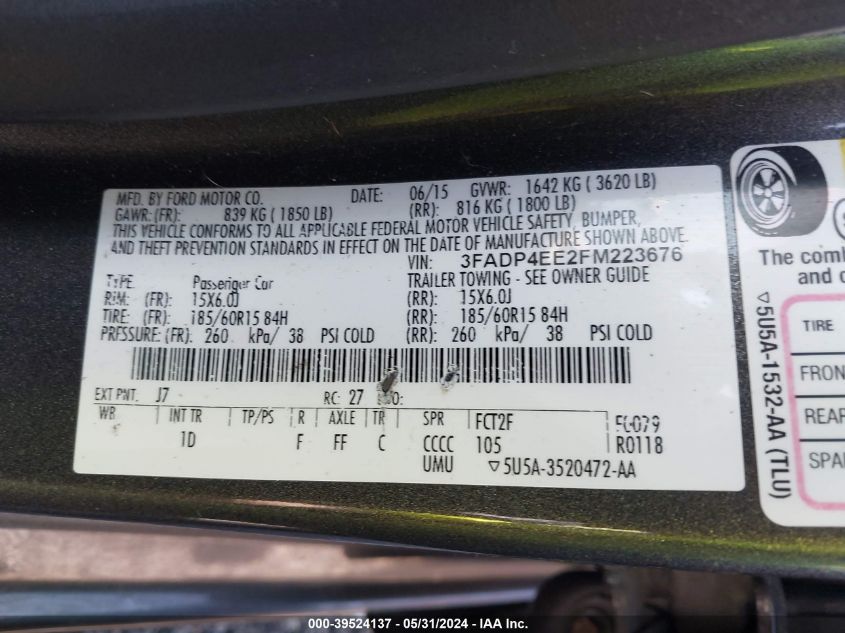 MFD. BY FORD MOTOR CO. DATE: 06/15 GVWR: 1642 KG ( 3620 LB)
GAWR: (FR): 839 KG ( 1850 LB) (RR): 816 KG ( 1800 LB)
THIS VEHICLE CONFORMS TO ALL APPLICABLE FEDERAL MOTOR VEHICLE SAFETY, BUMPER,
AND THEFT PREVENTION STANDARDS IN EFFECT ON THE DATE OF MANUFACTURE SHOWN ABOVE.
VIN: 3FADP4EE2FM223676
TYPE: Passenger Car TRAILER TOWING - SEE OWNER GUIDE
RIM: (FR): 15X6.0J (RR): 15X6.0J
TIRE: (FR): 185/60R15 84H (RR): 185/60R15 84H
PRESSURE: (FR): 260 kPa/ 38 PSI COLD (RR): 260 kPa/ 38 PSI COLD
EXT PNT: J7 RC: 27
WB INT TR TP/PS R AXLE TR SPR FCT2F
1D F FF C CCCC 105 R0118
UMU ▽5U5A-3520472-AA
The comb
and c
TIRE
FRON
REAR
SPAR
▽5U5A-1532-AA (TLU)
000-39524137 - 05/31/2024 - IAA Inc.